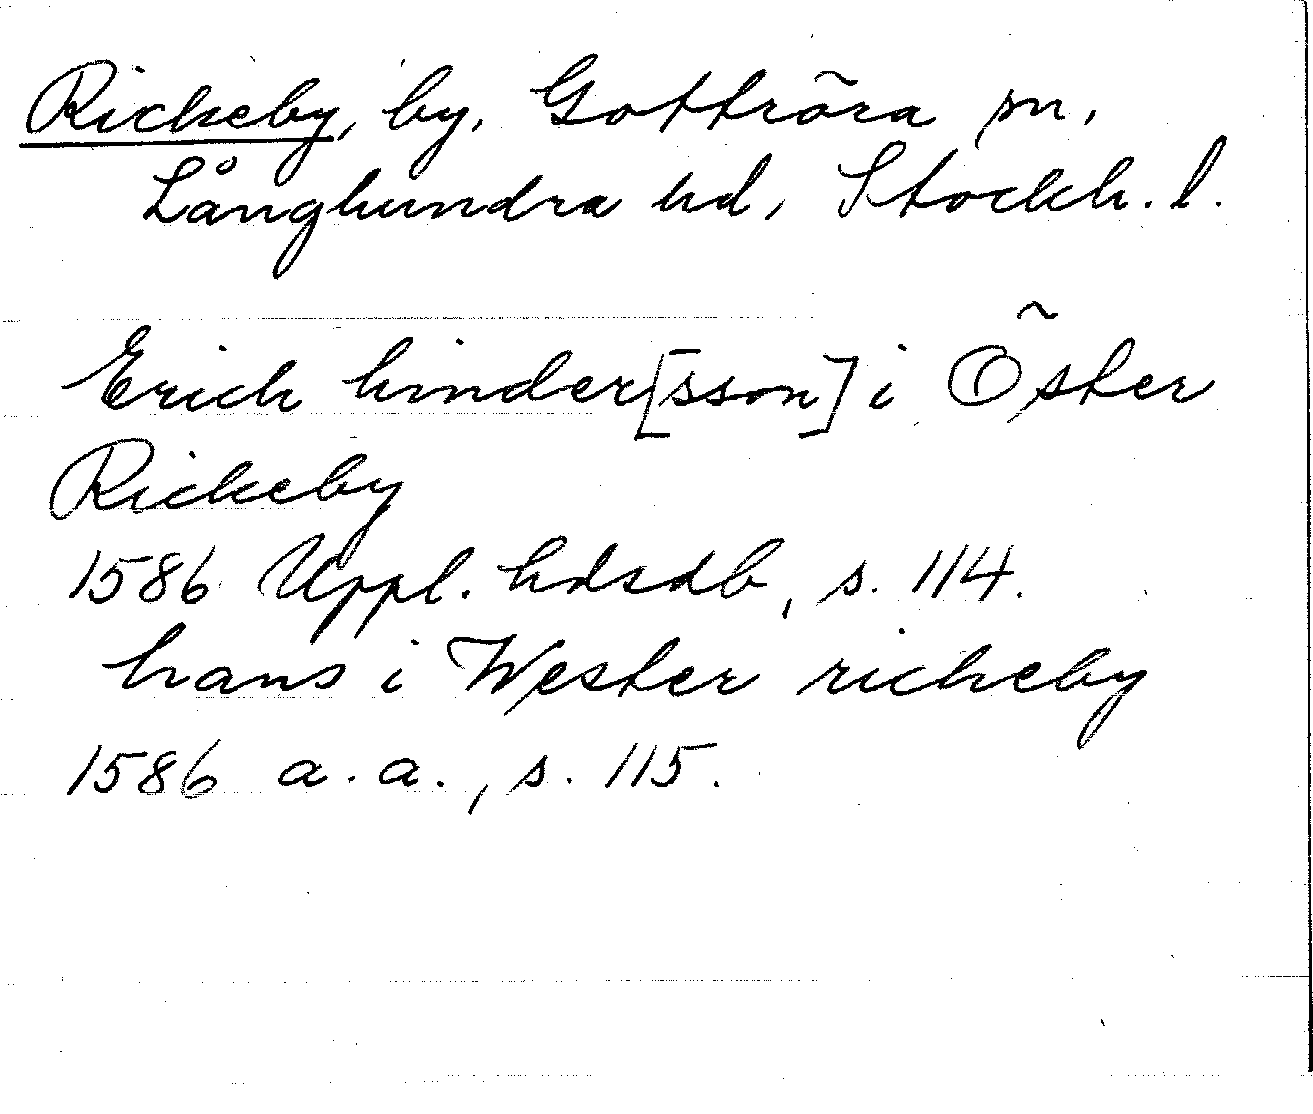 Rickeby, by, Gottröra sn,
Långhundra hd, Stockh. l.
Erich hinder[sson] i Öster
Rickeby
1586 Uppl. hdsdb, s. 114.
hans i Wester rickeby
1586 a.a., s. 115.